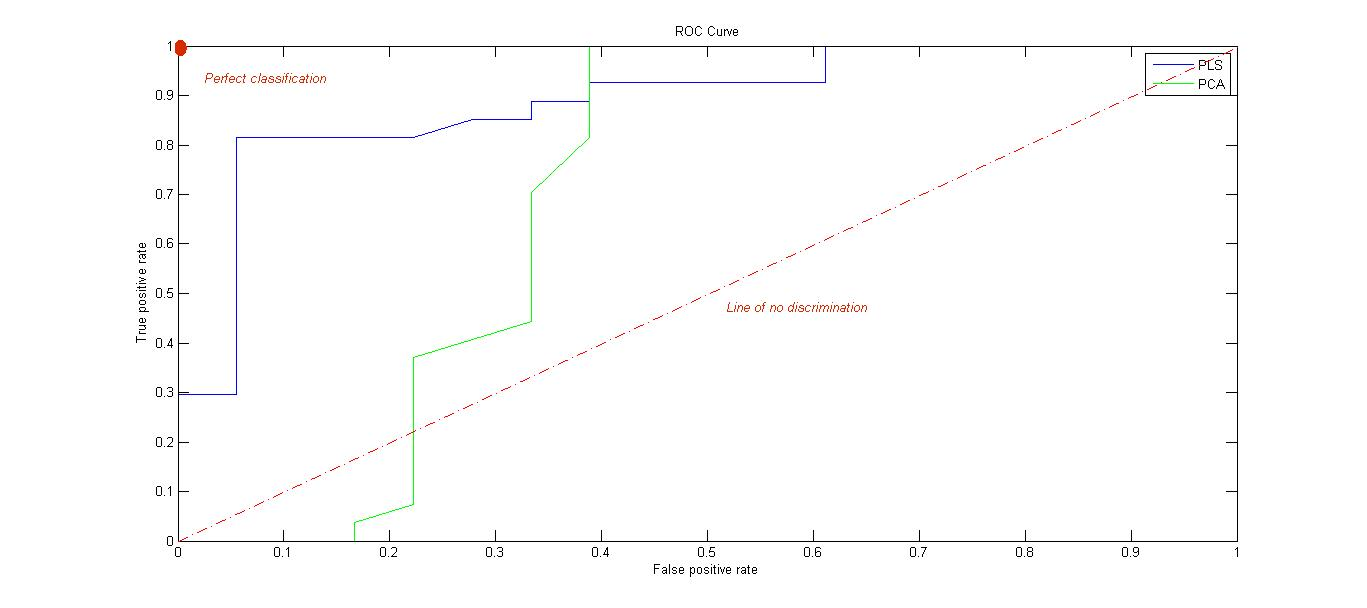 ROC Curve
Perfect classification
PLS
PCA
Line of no discrimination
True positive rate
1
0.9
0.8
0.7
0.6
0.5
0.4
0.3
0.2
0.1
0
0 0.1 0.2 0.3 0.4 0.5 0.6 0.7 0.8 0.9 1
False positive rate